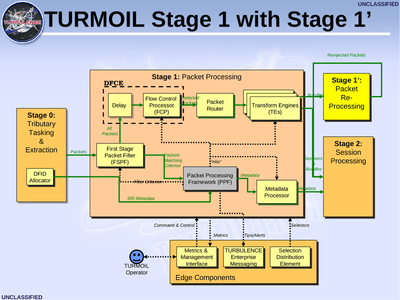 UNCLASSIFIED
TURMOIL Stage 1 with Stage 1’
Reinjected Packets
Stage 1: Packet Processing
DFCE
Delay
Flow Control
Processor
(FCP)
Packet
Router
Transform Engines
(TEs)
Stage 1’:
Packet
Re-
Processing
Stage 0:
Tributary
Tasking
&
Extraction
DFID
Allocator
All
Packets
Packets
First Stage
Packet Filter
(FSPF)
Packets
Matching
Criterion
"Hits"
Sessions
Bundles
Stage 2:
Session
Processing
Packet Processing
Framework (PPF)
Metadata
Metadata
Processor
Metadata
Filter Criterion
SRI Metadata
Command & Control
Metrics
Tips/Alerts
Selectors
TURMOIL
Operator
Metrics &
Management
Interface
TURBULENCE
Enterprise
Messaging
Selection
Distribution
Element
Edge Components
UNCLASSIFIED